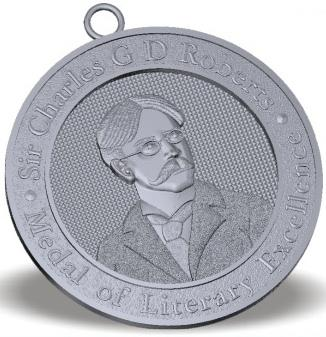 Sir Charles G D Roberts
Medal of Literary Excellence